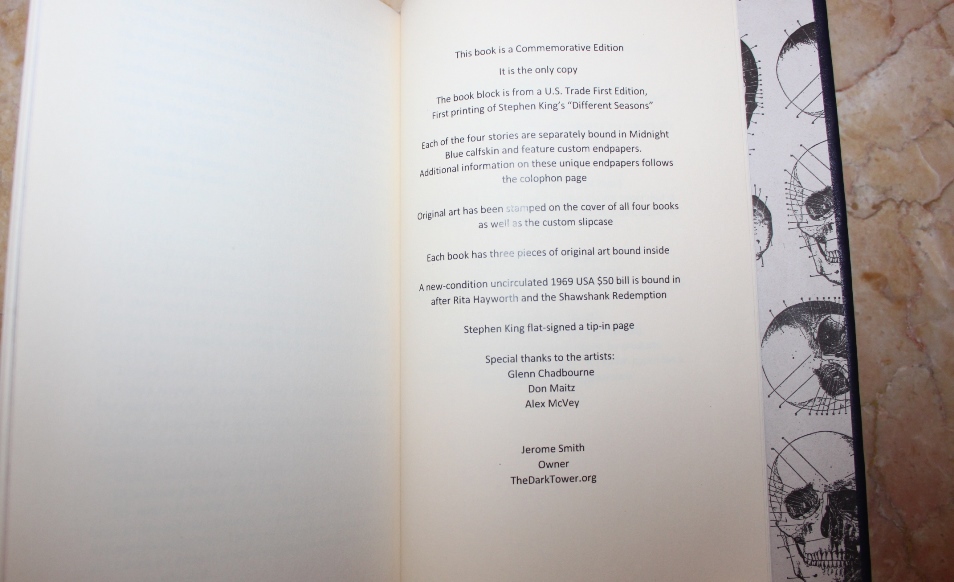 This book is a Commemorative Edition
It is the only copy
The book block is from a U.S. Trade First Edition,
First printing of Stephen King's "Different Seasons"
Each of the four stories are separately bound in Midnight
Blue calfskin and feature custom endpapers.
Additional information on these unique endpapers follows
the colophon page
Original art has been stamped on the cover of all four books
as well as the custom slipcase
Each book has three pieces of original art bound inside
A new-condition uncirculated 1969 USA $50 bill is bound in
after Rita Hayworth and the Shawshank Redemption
Stephen King flat-signed a tip-in page
Special thanks to the artists:
Glenn Chadbourne
Don Maitz
Alex McVey
Jerome Smith
Owner
TheDarkTower.org